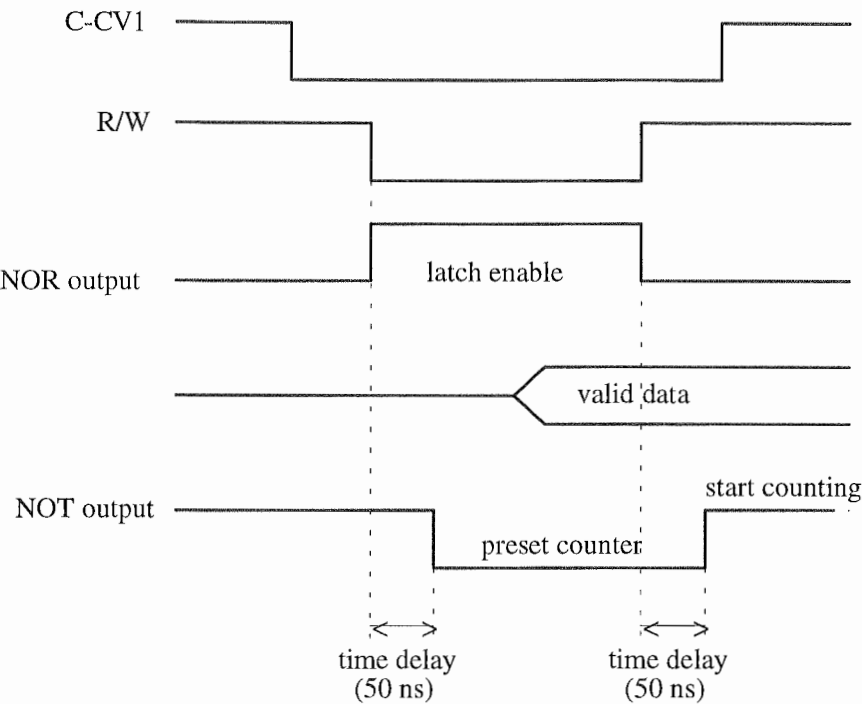 C-CV1
R/W
NOR output
latch enable
valid data
NOT output
start counting
preset counter
time delay
(50 ns)
time delay
(50 ns)